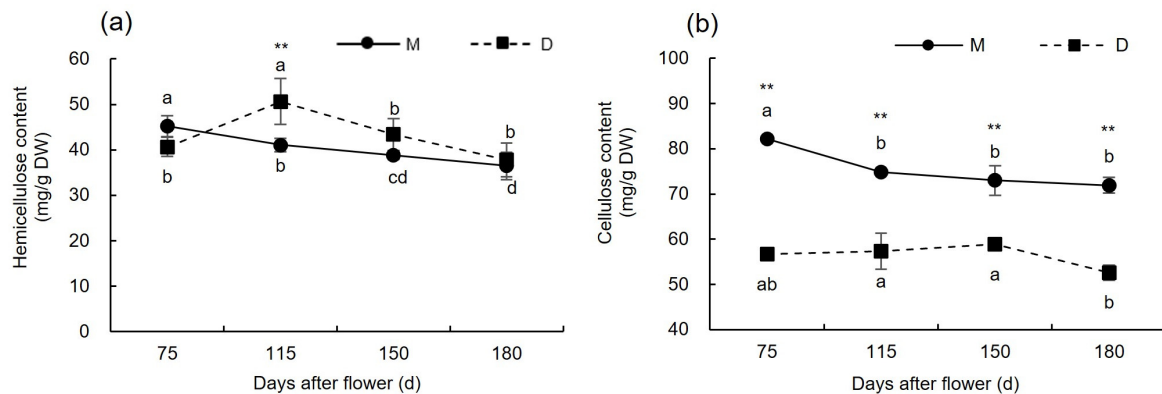 (a)
M D
Hemicellulose content
(mg/g DW)
60
50
40
30
20
10
0
**
a a b b
b b cd d
75 115 150 180
Days after flower (d)
(b)
M D
Cellulose content
(mg/g DW)
100
90
80
70
60
50
40
** ** ** **
a b b b
ab a a b
75 115 150 180
Days after flower (d)